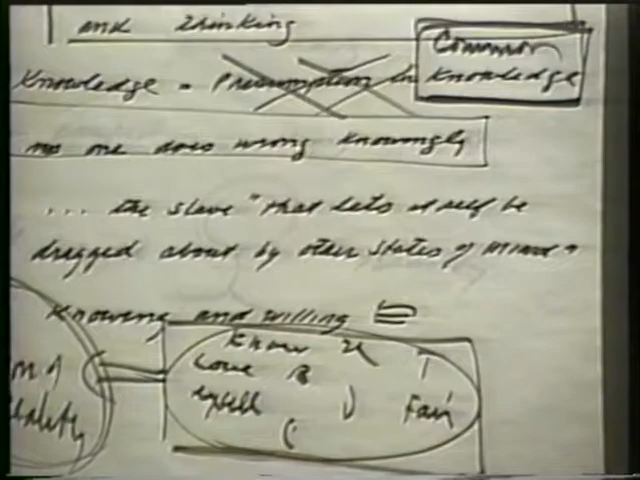 and thinking
Common
Knowledge = Presumption in Knowledge
no one does wrong knowingly
... the slave "that lets itself be
dragged about by other states of mind"
Knowing and willing
Know
Love B
expell Fair